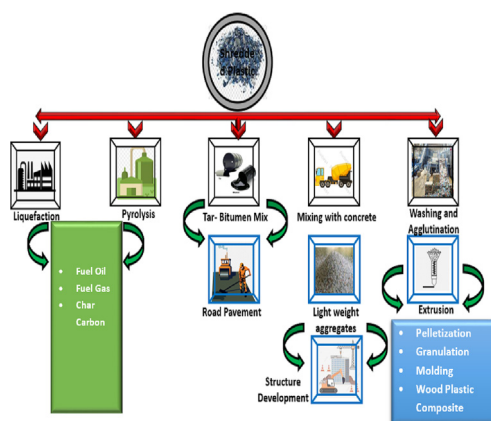 Shredde
d Plastic
Liquefaction
Pyrolysis
Tar- Bitumen Mix
Mixing with concrete
Washing and
Agglutination
Fuel Oil
Fuel Gas
Char
Carbon
Road Pavement
Light weight
aggregates
Extrusion
Structure
Development
Pelletization
Granulation
Molding
Wood Plastic
Composite